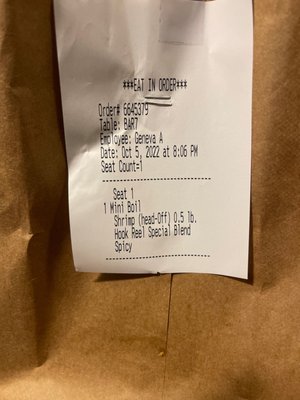 ***EAT IN ORDER***
Order# 6645379
Table: BAR7
Employee: Geneva A
Date: Oct 5, 2022 at 8:06 PM
Seat Count=1
Seat 1
1 Mini Boil
Shrimp (head-Off) 0.5 lb.
Hook Reel Special Blend
Spicy